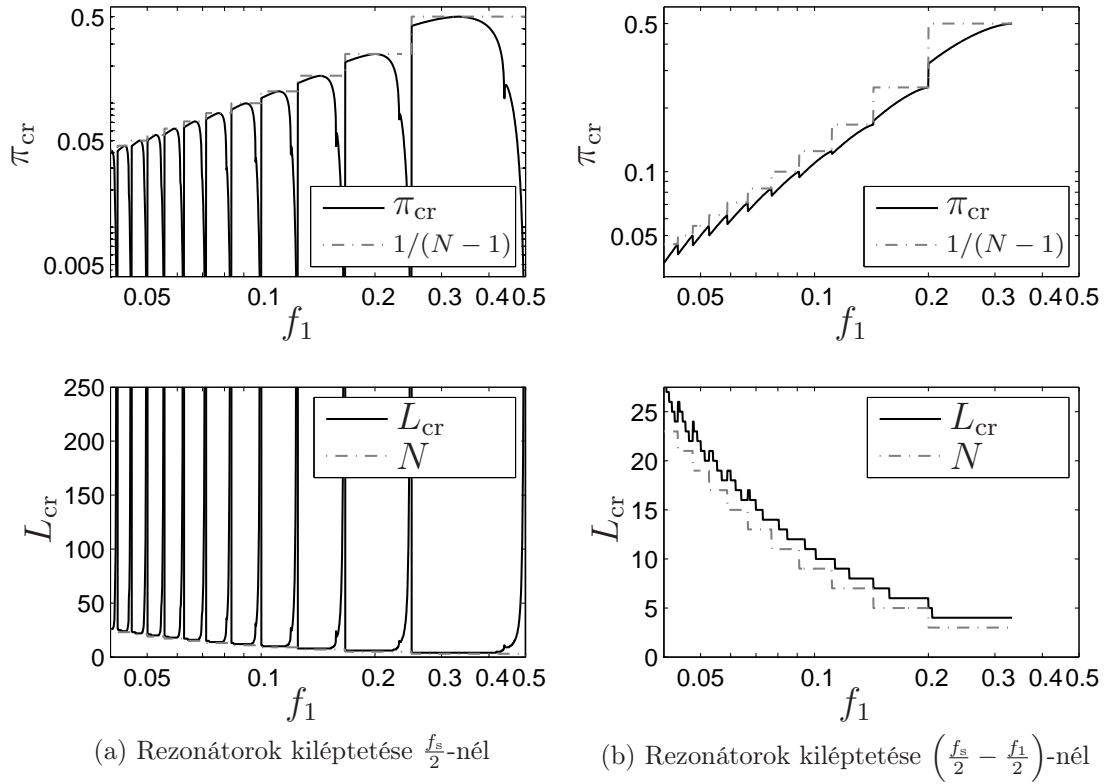 0.5
0.05
0.005
π_cr
π_cr
1/(N − 1)
0.05 0.1 0.2 0.3 0.4 0.5
f_1
0.5
0.1
0.05
π_cr
π_cr
1/(N − 1)
0.05 0.1 0.2 0.3 0.4 0.5
f_1
250
200
150
100
50
0
L_cr
L_cr
N
0.05 0.1 0.2 0.3 0.4 0.5
f_1
25
20
15
10
5
0
L_cr
L_cr
N
0.05 0.1 0.2 0.3 0.4 0.5
f_1
(a) Rezonátorok kiléptetése f_s/2-nél
(b) Rezonátorok kiléptetése (f_s/2 − f_1/2)-nél